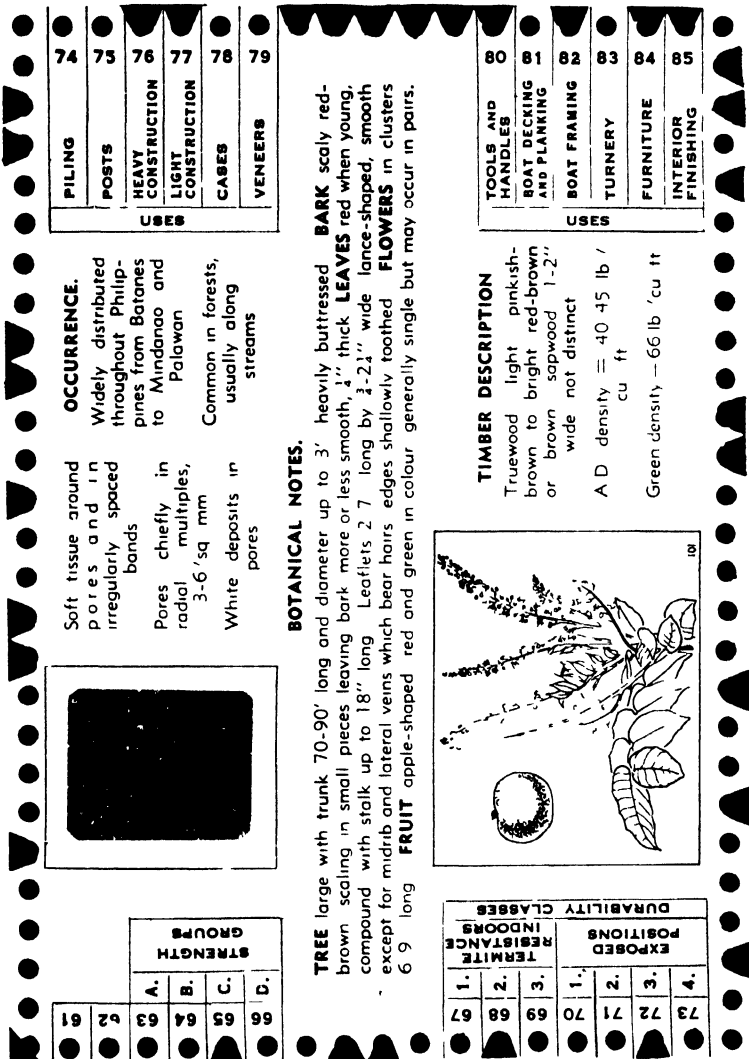 Soft tissue around
pores and in
irregularly spaced
bands
Pores chiefly in
radial multiples,
3-6 'sq mm
White deposits in
pores
OCCURRENCE.
Widely distributed
throughout Philip-
pines from Batanes
to Mindanao and
Palawan
Common in forests,
usually along
streams
USES
PILING 74
POSTS 75
HEAVY
CONSTRUCTION 76
LIGHT
CONSTRUCTION 77
CASES 78
VENEERS 79
61
62
63 A.
64 B.
65 C.
66 D.
STRENGTH
GROUPS
BOTANICAL NOTES.
TREE large with trunk 70-90' long and diameter up to 3' heavily buttressed BARK scaly red-
brown scaling in small pieces leaving bark more or less smooth, ¼" thick LEAVES red when young,
compound with stalk up to 18" long Leaflets 2 7 long by ¾-2¼" wide lance-shaped, smooth
except for midrib and lateral veins which bear hairs edges shallowly toothed FLOWERS in clusters
6 9 long FRUIT apple-shaped red and green in colour generally single but may occur in pairs.
67 1.
68 2.
69 3.
TERMITE
RESISTANCE
INDOORS
70 1.
71 2.
72 3.
73 4.
EXPOSED
POSITIONS
DURABILITY CLASSES
101
TIMBER DESCRIPTION
Truewood light pinkish-
brown to bright red-brown
or brown sapwood 1-2"
wide not distinct
A D density = 40 45 lb /
cu ft
Green density – 66 lb 'cu ft
USES
TOOLS AND
HANDLES 80
BOAT DECKING
AND PLANKING 81
BOAT FRAMING 82
TURNERY 83
FURNITURE 84
INTERIOR
FINISHING 85